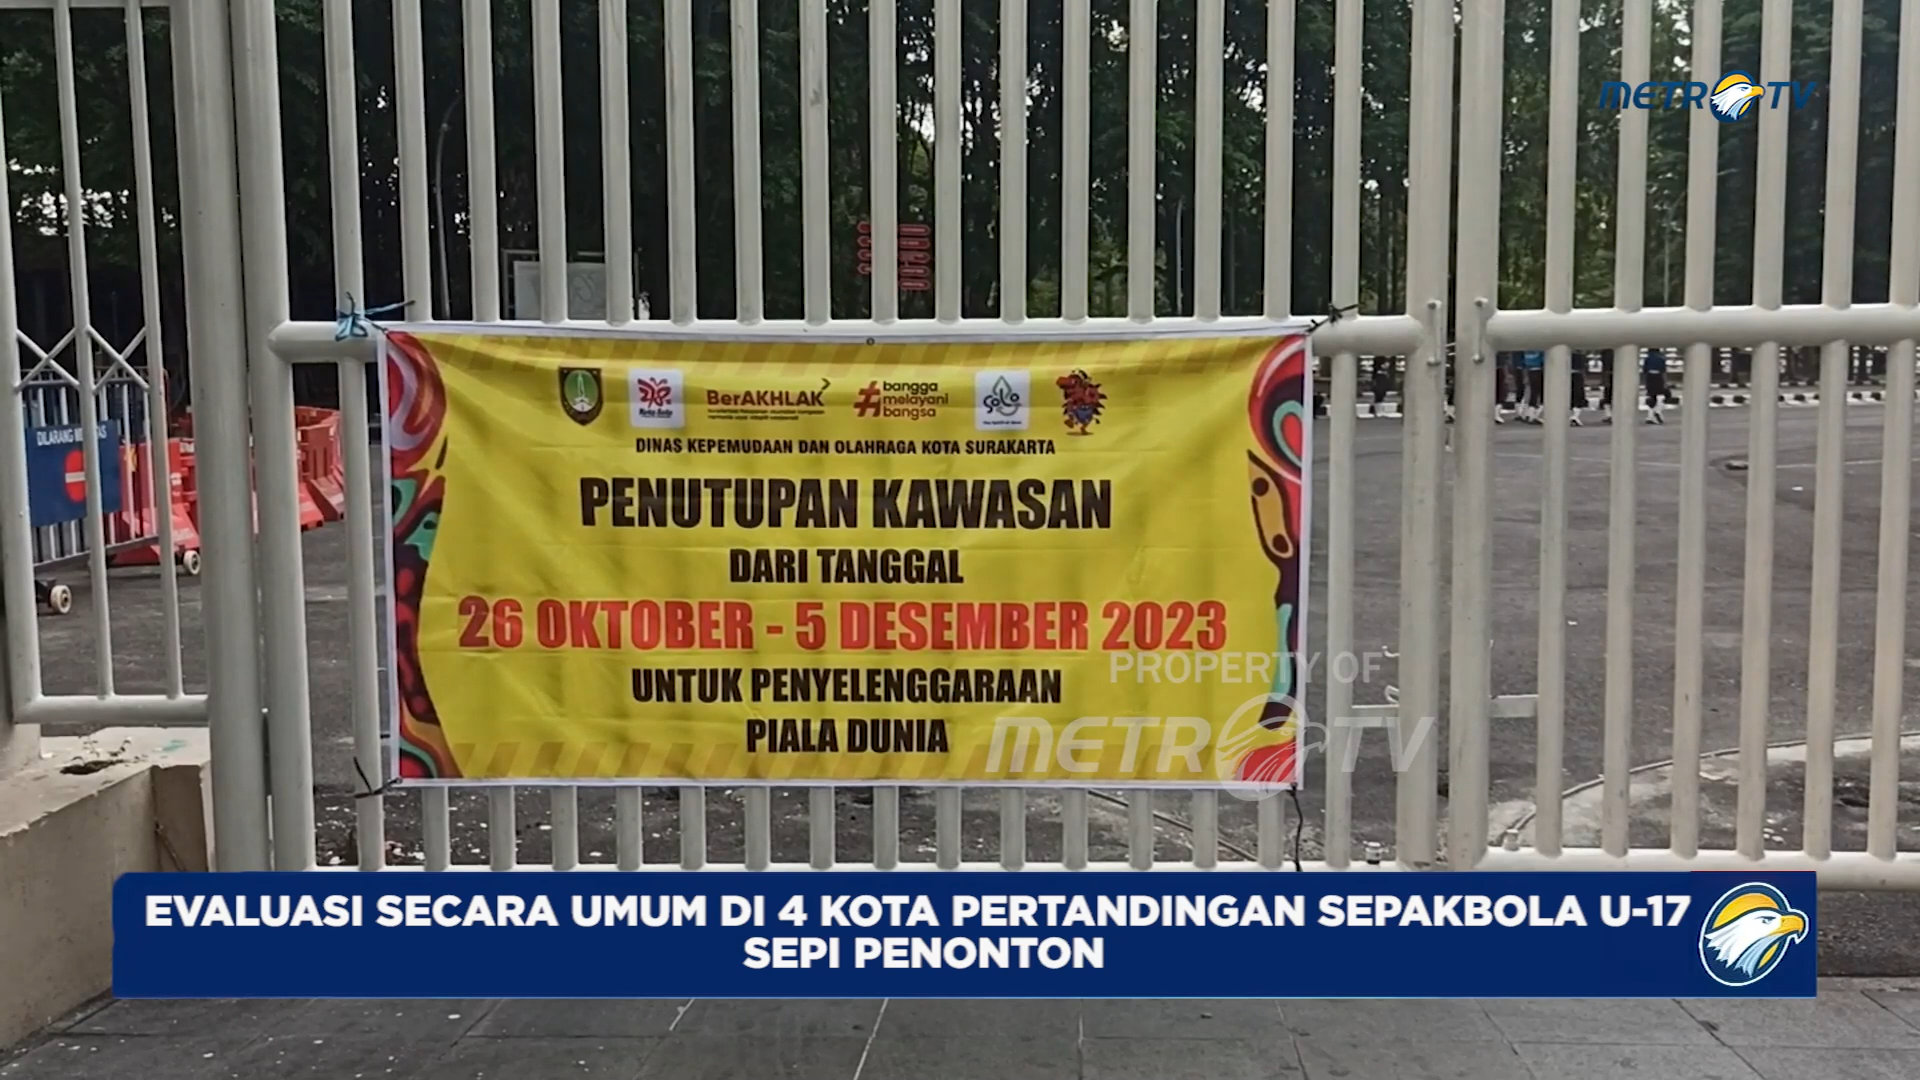 METRO TV
BerAKHLAK
#bangga
melayani
bangsa
solo
DINAS KEPEMUDAAN DAN OLAHRAGA KOTA SURAKARTA
PENUTUPAN KAWASAN
DARI TANGGAL
26 OKTOBER - 5 DESEMBER 2023
UNTUK PENYELENGGARAAN
PIALA DUNIA
PROPERTY OF
METRO TV
EVALUASI SECARA UMUM DI 4 KOTA PERTANDINGAN SEPAKBOLA U-17
SEPI PENONTON